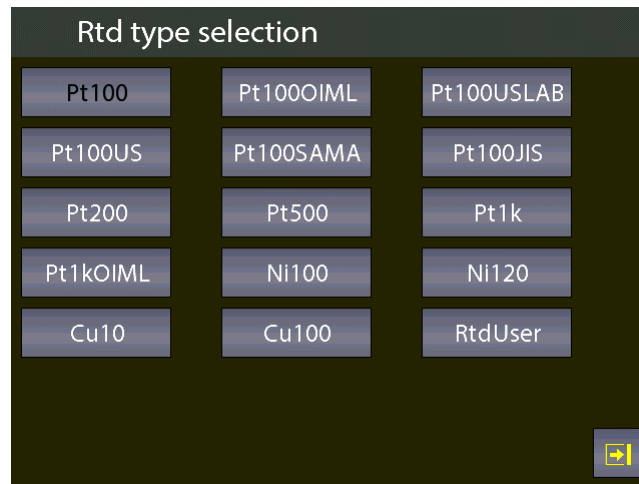 Rtd type selection
Pt100 Pt100OIML Pt100USLAB
Pt100US Pt100SAMA Pt100JIS
Pt200 Pt500 Pt1k
Pt1kOIML Ni100 Ni120
Cu10 Cu100 RtdUser